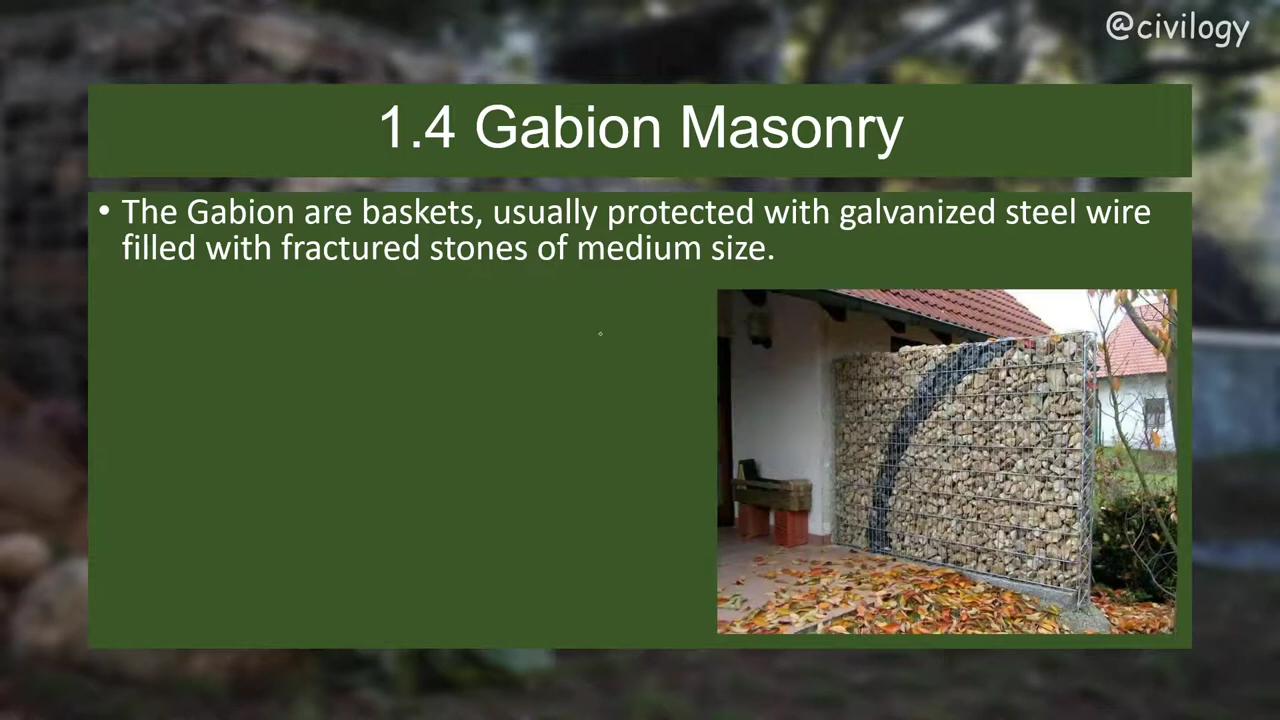 @civilogy
1.4 Gabion Masonry
• The Gabion are baskets, usually protected with galvanized steel wire
filled with fractured stones of medium size.